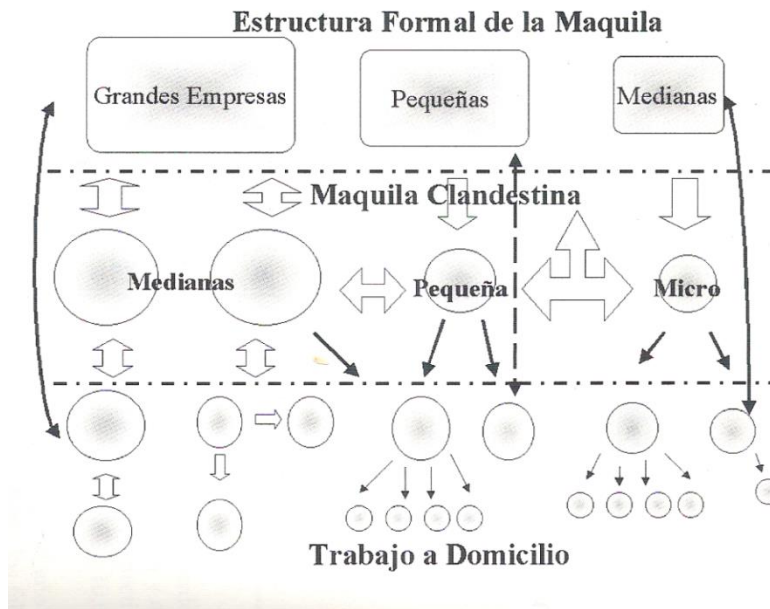 Estructura Formal de la Maquila
Grandes Empresas
Pequeñas
Medianas
Maquila Clandestina
Medianas
Pequeña
Micro
Trabajo a Domicilio